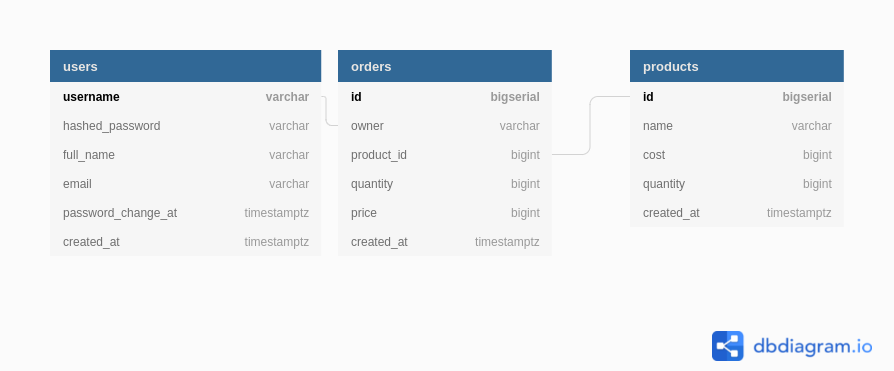 users
username varchar
hashed_password varchar
full_name varchar
email varchar
password_change_at timestamptz
created_at timestamptz
orders
id bigserial
owner varchar
product_id bigint
quantity bigint
price bigint
created_at timestamptz
products
id bigserial
name varchar
cost bigint
quantity bigint
created_at timestamptz
dbdiagram.io